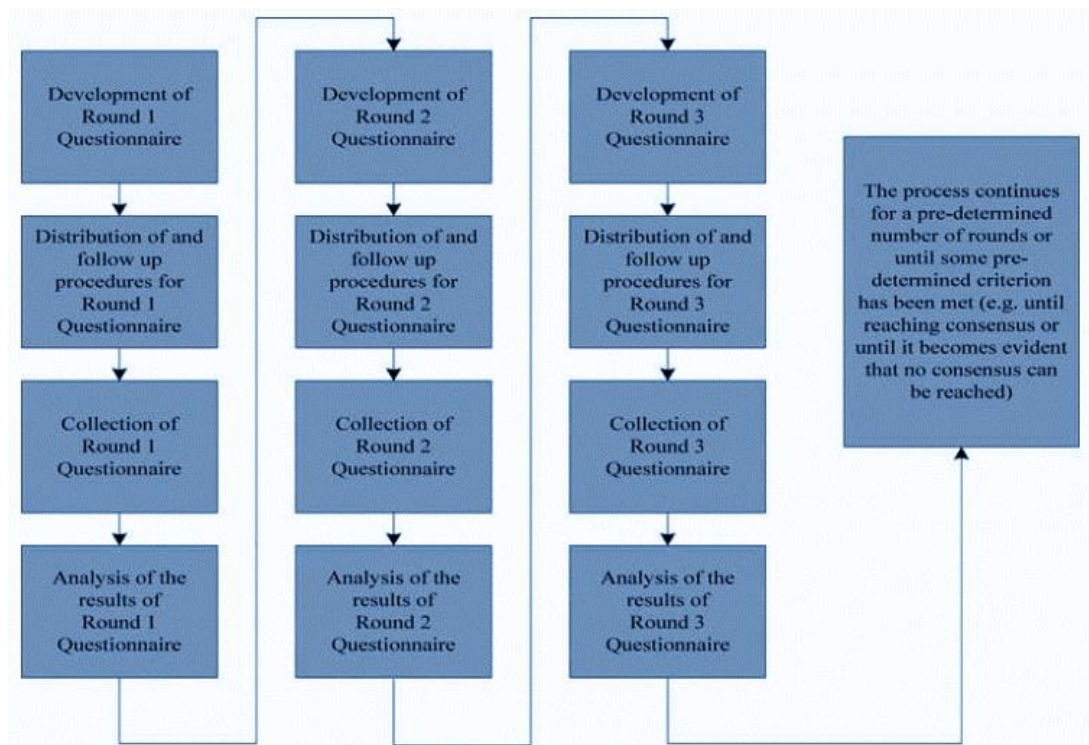 Development of
Round 1
Questionnaire
Distribution of and
follow up
procedures for
Round 1
Questionnaire
Collection of
Round 1
Questionnaire
Analysis of the
results of
Round 1
Questionnaire
Development of
Round 2
Questionnaire
Distribution of and
follow up
procedures for
Round 2
Questionnaire
Collection of
Round 2
Questionnaire
Analysis of the
results of
Round 2
Questionnaire
Development of
Round 3
Questionnaire
Distribution of and
follow up
procedures for
Round 3
Questionnaire
Collection of
Round 3
Questionnaire
Analysis of the
results of
Round 3
Questionnaire
The process continues
for a pre-determined
number of rounds or
until some pre-
determined criterion
has been met (e.g. until
reaching consensus or
until it becomes evident
that no consensus can
be reached)